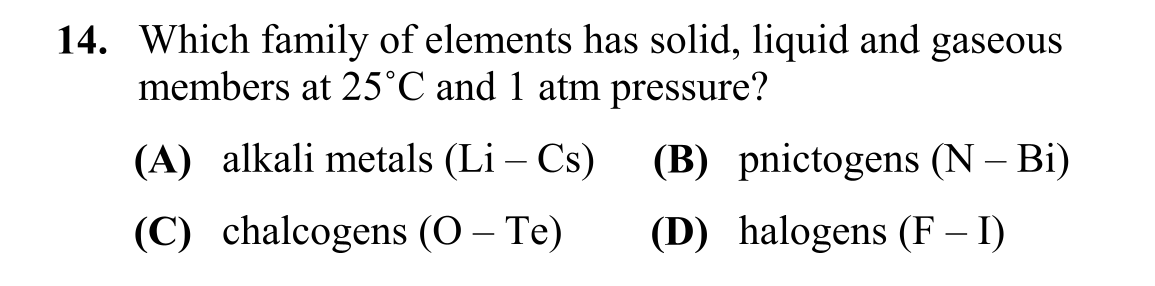 14. Which family of elements has solid, liquid and gaseous
members at 25˚C and 1 atm pressure?
(A) alkali metals (Li – Cs) (B) pnictogens (N – Bi)
(C) chalcogens (O – Te) (D) halogens (F – I)